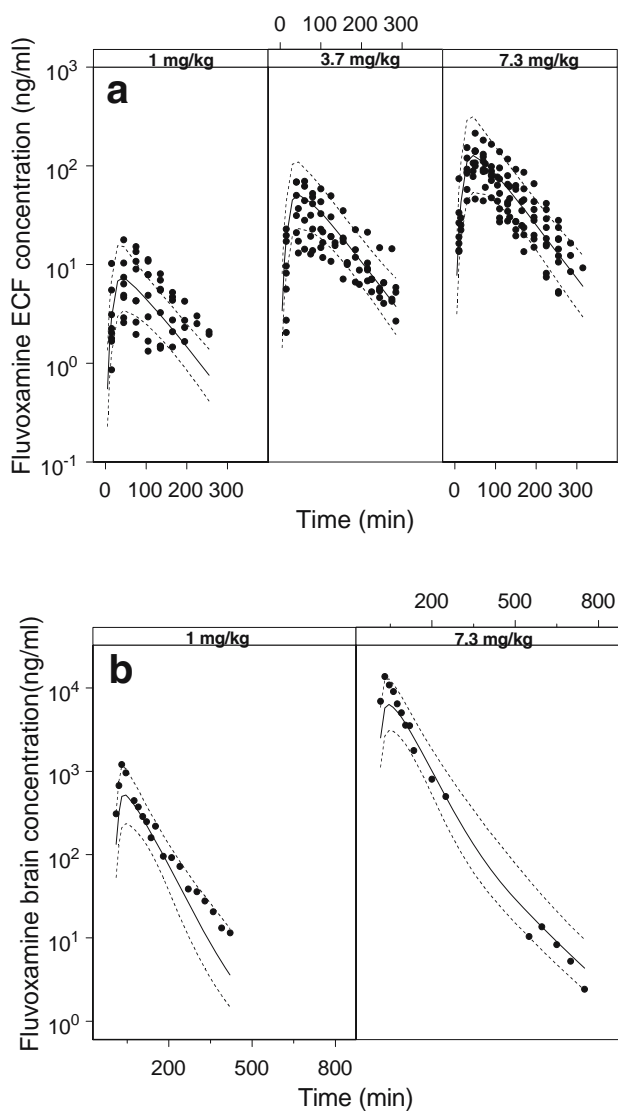 0 100 200 300
1 mg/kg 3.7 mg/kg 7.3 mg/kg
a
Fluvoxamine ECF concentration (ng/ml)
10^3
10^2
10^1
10^0
10^-1
0 100 200 300 0 100 200 300
Time (min)
200 500 800
1 mg/kg 7.3 mg/kg
b
Fluvoxamine brain concentration(ng/ml)
10^4
10^3
10^2
10^1
10^0
200 500 800
Time (min)